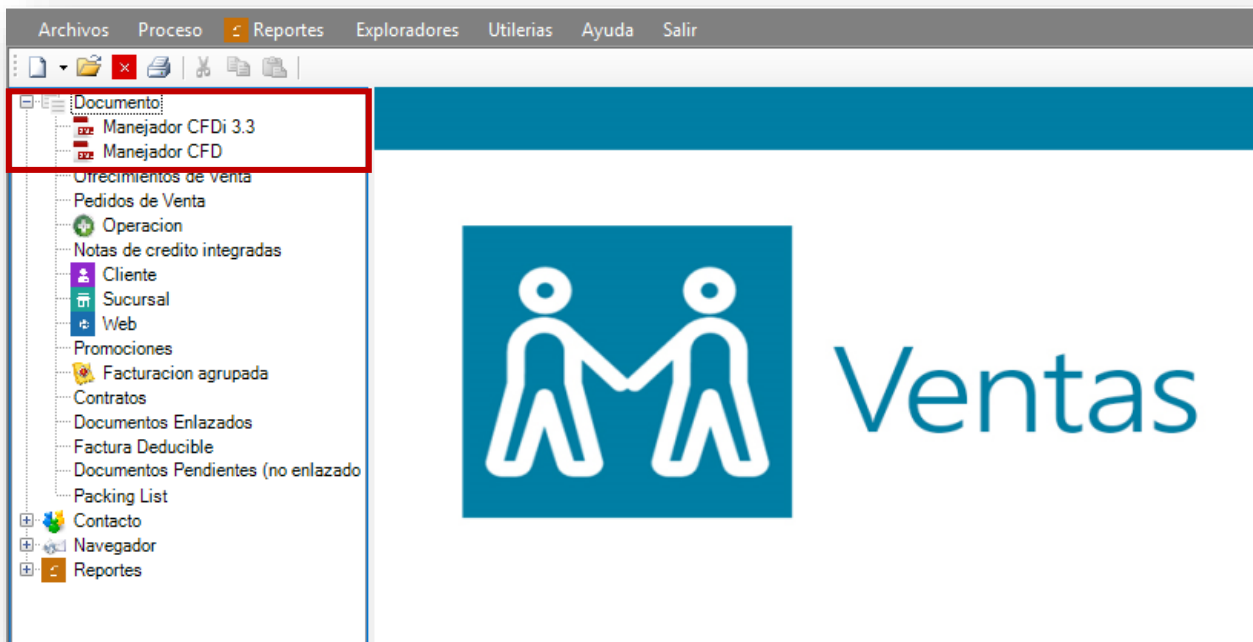 Archivos Proceso Reportes Exploradores Utilerias Ayuda Salir
Documento
Manejador CFDi 3.3
Manejador CFD
Ofrecimientos de Venta
Pedidos de Venta
Operacion
Notas de credito integradas
Cliente
Sucursal
Web
Promociones
Facturacion agrupada
Contratos
Documentos Enlazados
Factura Deducible
Documentos Pendientes (no enlazado
Packing List
Contacto
Navegador
Reportes
Ventas